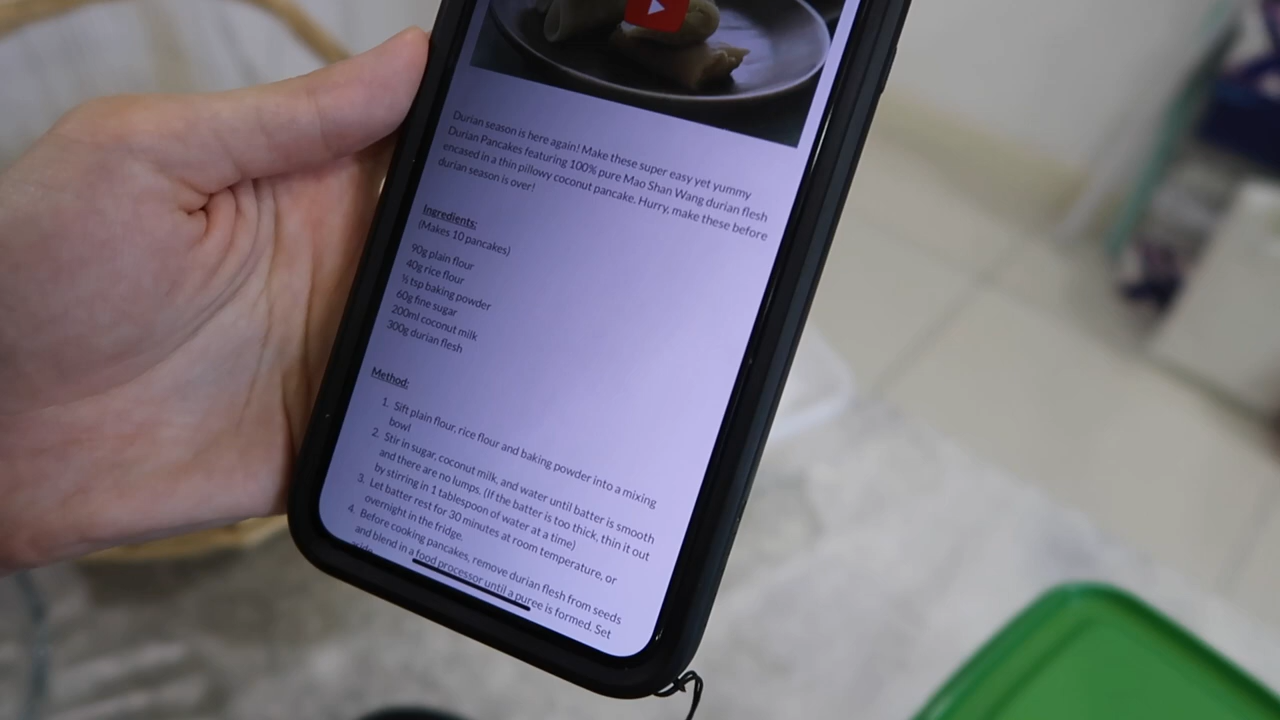 Durian season is here again! Make these super easy yet yummy
Durian Pancakes featuring 100% pure Mao Shan Wang durian flesh
encased in a thin pillowy coconut pancake. Hurry, make these before
durian season is over!
Ingredients:
(Makes 10 pancakes)
90g plain flour
40g rice flour
½ tsp baking powder
60g fine sugar
200ml coconut milk
300g durian flesh
Method:
1. Sift plain flour, rice flour and baking powder into a mixing
bowl
2. Stir in sugar, coconut milk, and water until batter is smooth
and there are no lumps. (If the batter is too thick, thin it out
by stirring in 1 tablespoon of water at a time)
3. Let batter rest for 30 minutes at room temperature, or
overnight in the fridge.
4. Before cooking pancakes, remove durian flesh from seeds
and blend in a food processor until a puree is formed. Set